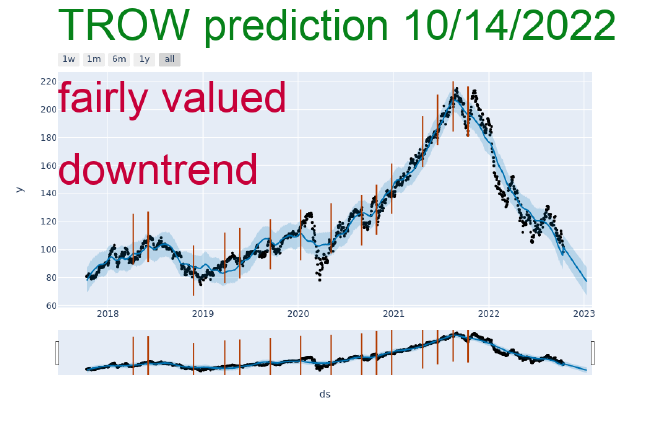 TROW prediction 10/14/2022
1w 1m 6m 1y all
fairly valued
downtrend
220
200
180
160
140
120
100
80
60
y
2018 2019 2020 2021 2022 2023
ds